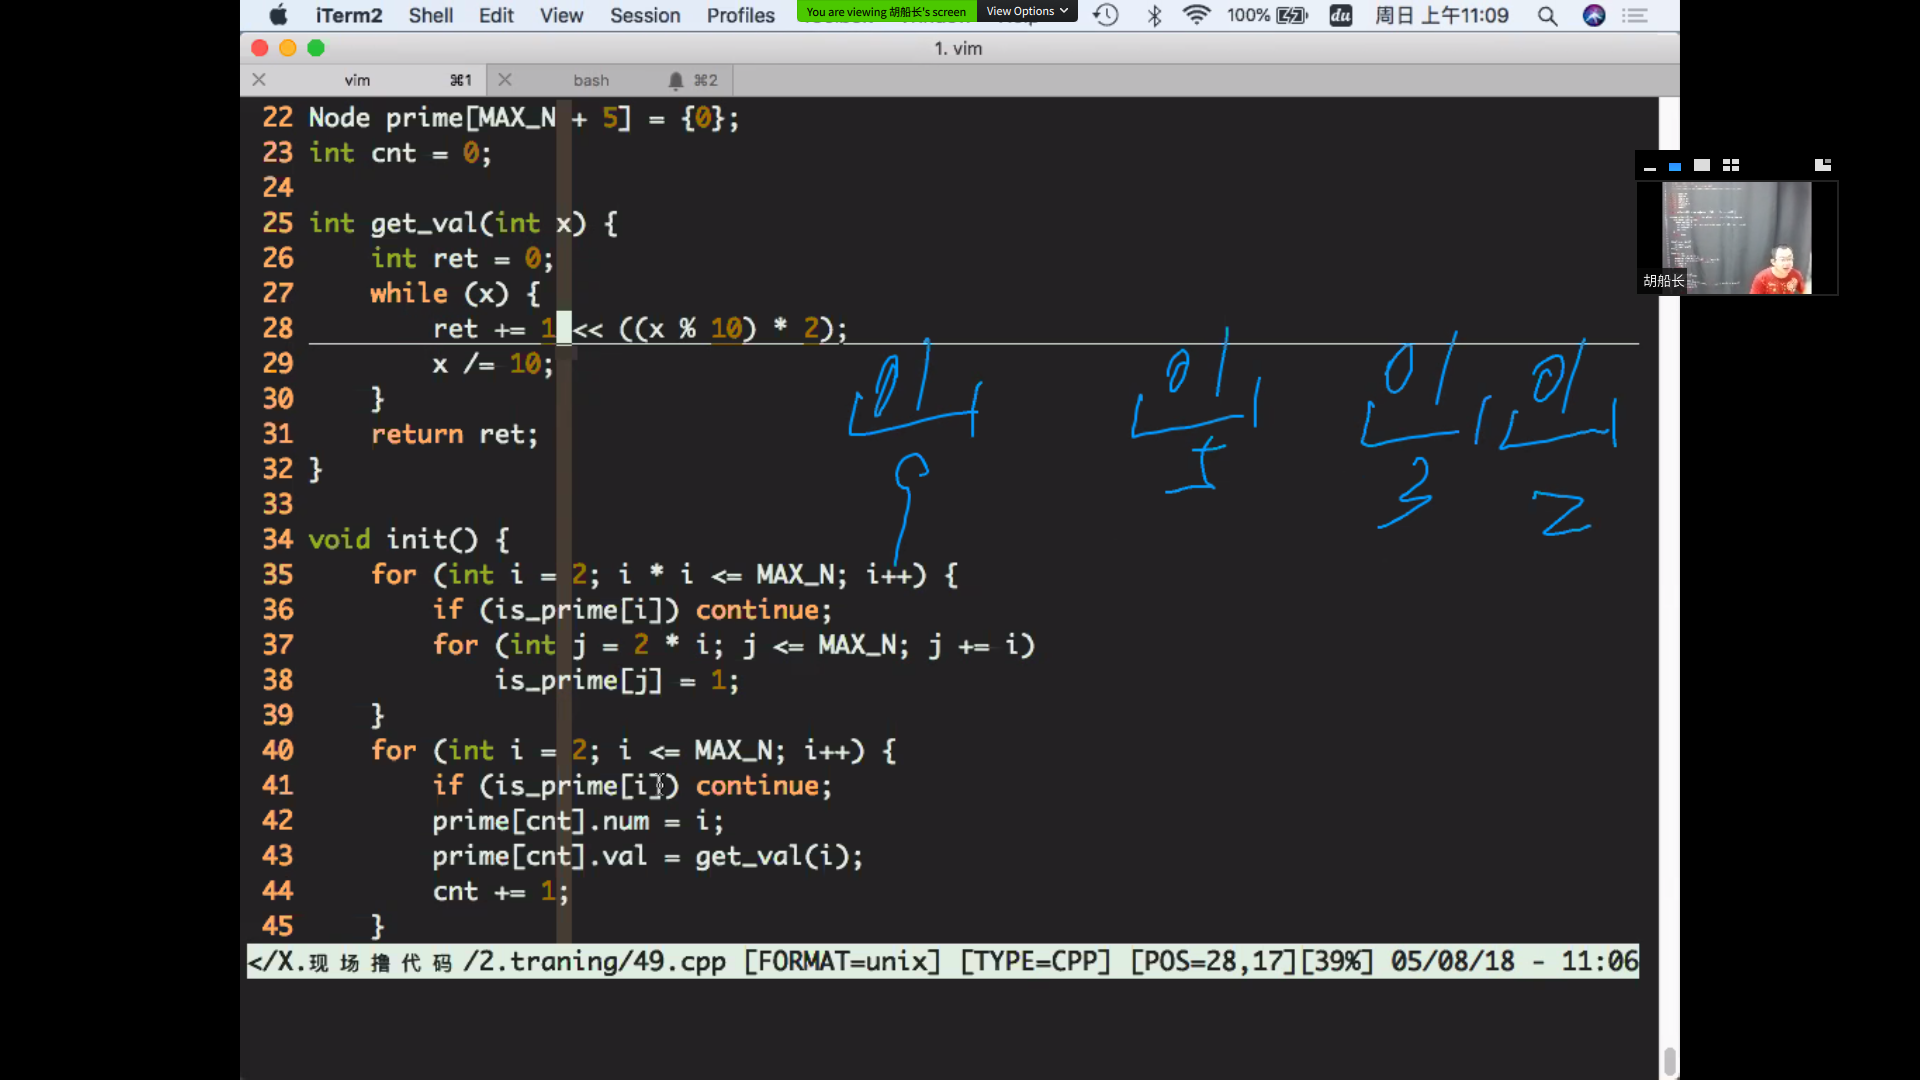 iTerm2 Shell Edit View Session Profiles You are viewing 胡船长's screen View Options 100% du 周日 上午11:09
1. vim
vim ⌘1 bash ⌘2
22 Node prime[MAX_N + 5] = {0};
23 int cnt = 0;
24
25 int get_val(int x) {
26 int ret = 0;
27 while (x) {
28 ret += 1 << ((x % 10) * 2);
29 x /= 10;
30 }
31 return ret;
32 }
33
34 void init() {
35 for (int i = 2; i * i <= MAX_N; i++) {
36 if (is_prime[i]) continue;
37 for (int j = 2 * i; j <= MAX_N; j += i)
38 is_prime[j] = 1;
39 }
40 for (int i = 2; i <= MAX_N; i++) {
41 if (is_prime[i]) continue;
42 prime[cnt].num = i;
43 prime[cnt].val = get_val(i);
44 cnt += 1;
45 }
01 01 01 01
9 5 3 2
胡船长
</X.现场撸代码/2.traning/49.cpp [FORMAT=unix] [TYPE=CPP] [POS=28,17][39%] 05/08/18 - 11:06